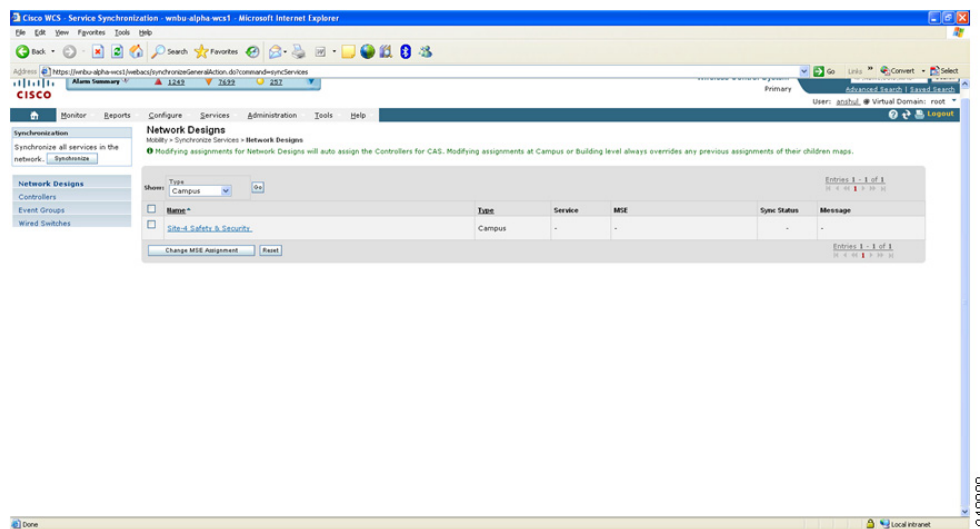 Cisco WCS - Service Synchronization - wnbu-alpha-wcs1 - Microsoft Internet Explorer
File Edit View Favorites Tools Help
Back Search Favorites
Address https://wnbu-alpha-wcs1/webacs/synchronizeGeneralAction.do?command=syncServices Go Links Convert Select
CISCO Alarm Summary 1249 7699 257
Primary
Advanced Search | Saved Search
User: anshul @ Virtual Domain: root
Monitor Reports Configure Services Administration Tools Help Logout
Synchronization
Synchronize all services in the network. Synchronize
Network Designs
Controllers
Event Groups
Wired Switches
Network Designs
Mobility > Synchronize Services > Network Designs
Modifying assignments for Network Designs will auto assign the Controllers for CAS. Modifying assignments at Campus or Building level always overrides any previous assignments of their children maps.
Show: Type Campus Go
Entries 1 - 1 of 1
1
Name Type Service MSE Sync Status Message
Site-4 Safety & Security. Campus - - - -
Change MSE Assignment Reset
Entries 1 - 1 of 1
1
Done Local intranet